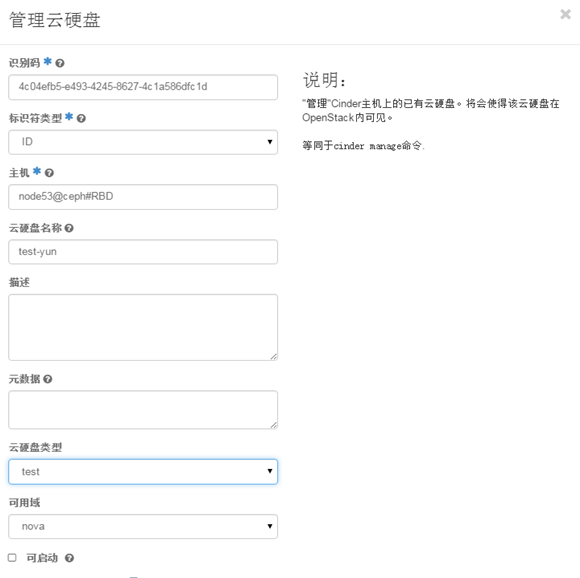 管理云硬盘
×
识别码 * ?
4c04efb5-e493-4245-8627-4c1a586dfc1d
标识符类型 * ?
ID
主机 * ?
node53@ceph#RBD
云硬盘名称 ?
test-yun
描述
元数据 ?
云硬盘类型
test
可用域
nova
可启动 ?
说明：
"管理"Cinder主机上的已有云硬盘。将会使得该云硬盘在
OpenStack内可见。
等同于cinder manage命令.